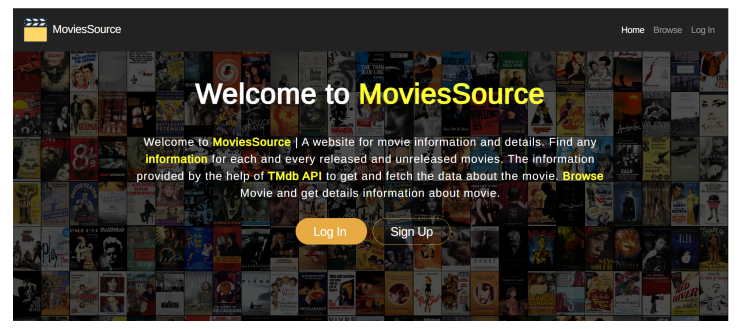 MoviesSource
Home Browse Log In
Welcome to MoviesSource
Welcome to MoviesSource | A website for movie information and details. Find any
information for each and every released and unreleased movies. The information
provided by the help of TMdb API to get and fetch the data about the movie. Browse
Movie and get details information about movie.
Log In Sign Up